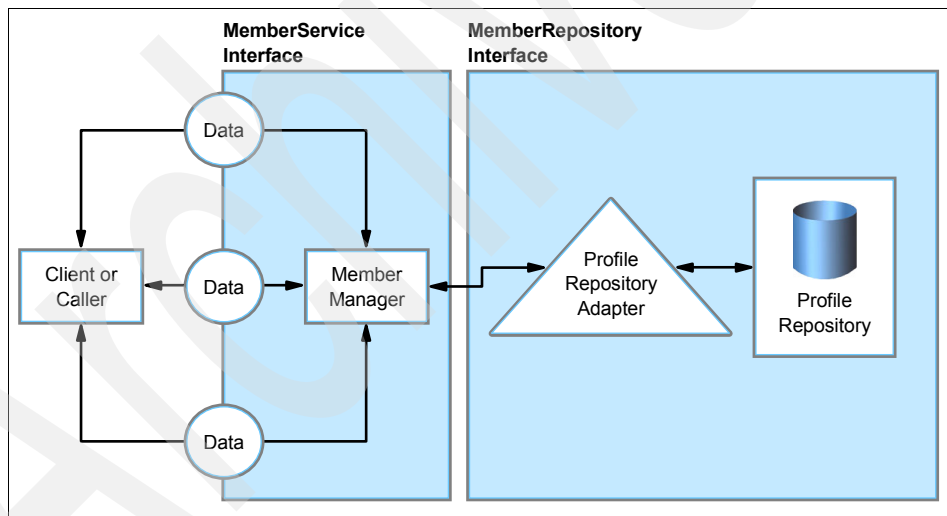 MemberService
Interface
MemberRepository
Interface
Data
Client or
Caller
Data
Member
Manager
Profile
Repository
Adapter
Profile
Repository
Data